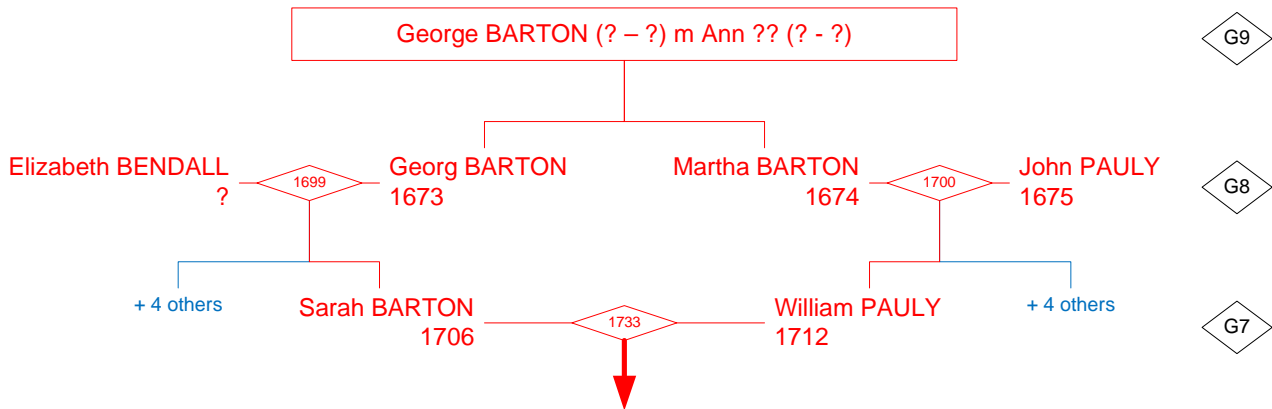 George BARTON (? – ?) m Ann ?? (? - ?)
G9
Elizabeth BENDALL
?
1699
Georg BARTON
1673
Martha BARTON
1674
1700
John PAULY
1675
G8
+ 4 others
Sarah BARTON
1706
1733
William PAULY
1712
+ 4 others
G7